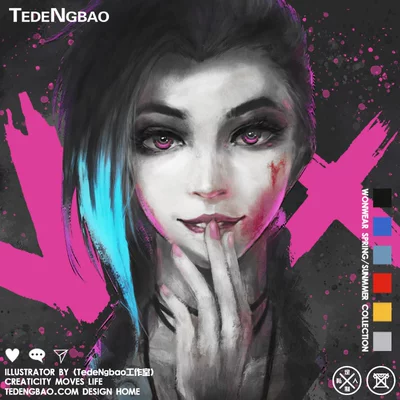 TEDENGBAO
WONWEAR SPRING/SUNMMER COLLECTION
ILLUSTRATOR BY (TedeNgbao工作室)
CREATICITY MOVES LIFE
TEDENGBAO.COM DESIGN HOME